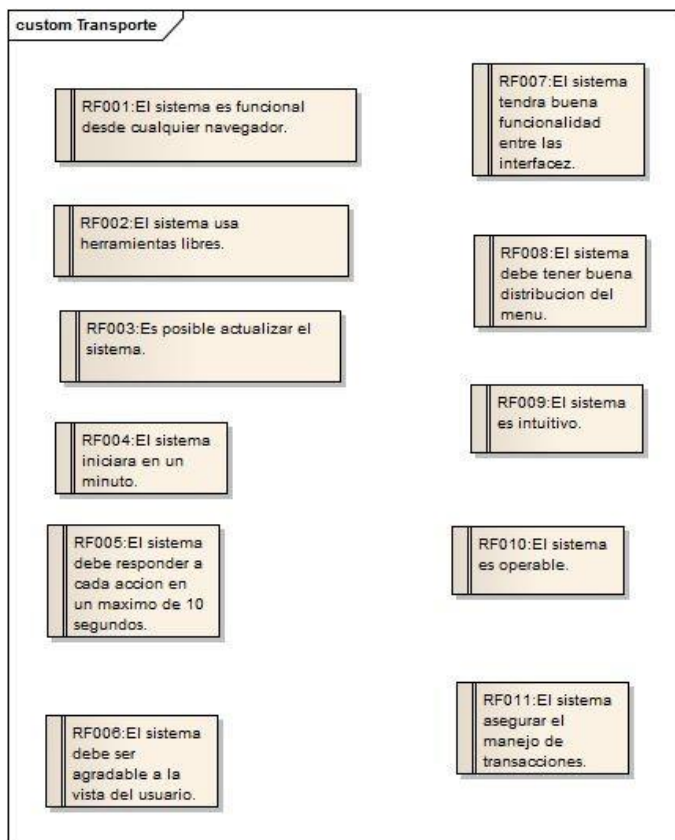 custom Transporte
RF001:El sistema es funcional
desde cualquier navegador.
RF002:El sistema usa
herramientas libres.
RF003:Es posible actualizar el
sistema.
RF004:El sistema
iniciara en un
minuto.
RF005:El sistema
debe responder a
cada accion en
un maximo de 10
segundos.
RF006:El sistema
debe ser
agradable a la
vista del usuario.
RF007:El sistema
tendra buena
funcionalidad
entre las
interfacez.
RF008:El sistema
debe tener buena
distribucion del
menu.
RF009:El sistema
es intuitivo.
RF010:El sistema
es operable.
RF011:El sistema
asegurar el
manejo de
transacciones.